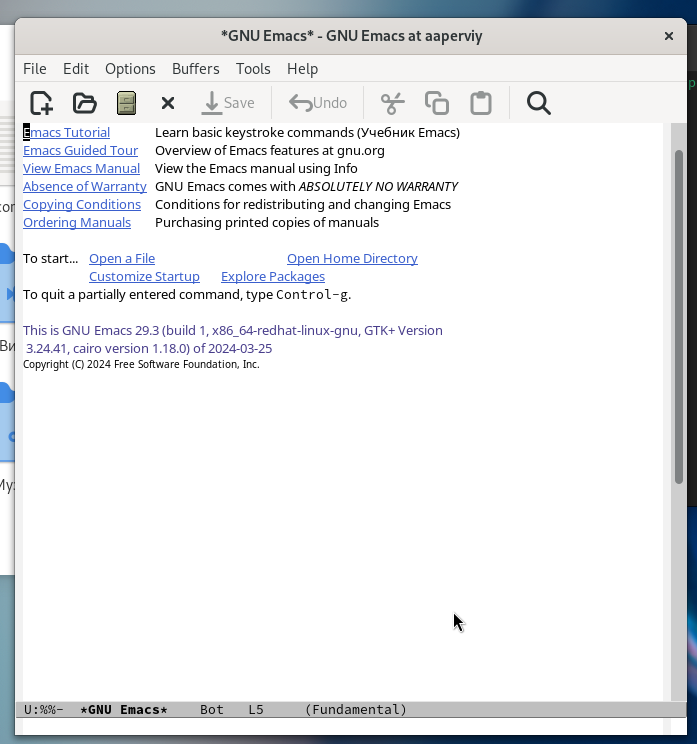 *GNU Emacs* - GNU Emacs at aaperviy
File Edit Options Buffers Tools Help
Save Undo
Emacs Tutorial Learn basic keystroke commands (Учебник Emacs)
Emacs Guided Tour Overview of Emacs features at gnu.org
View Emacs Manual View the Emacs manual using Info
Absence of Warranty GNU Emacs comes with ABSOLUTELY NO WARRANTY
Copying Conditions Conditions for redistributing and changing Emacs
Ordering Manuals Purchasing printed copies of manuals
To start... Open a File Open Home Directory
Customize Startup Explore Packages
To quit a partially entered command, type Control-g.
This is GNU Emacs 29.3 (build 1, x86_64-redhat-linux-gnu, GTK+ Version
3.24.41, cairo version 1.18.0) of 2024-03-25
Copyright (C) 2024 Free Software Foundation, Inc.
U:%%- *GNU Emacs* Bot L5 (Fundamental)